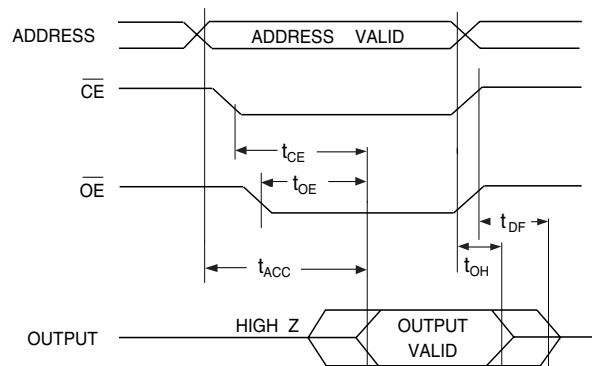 ADDRESS
ADDRESS VALID
CE
tCE
OE
tOE
tDF
tACC
tOH
OUTPUT
HIGH Z
OUTPUT
VALID